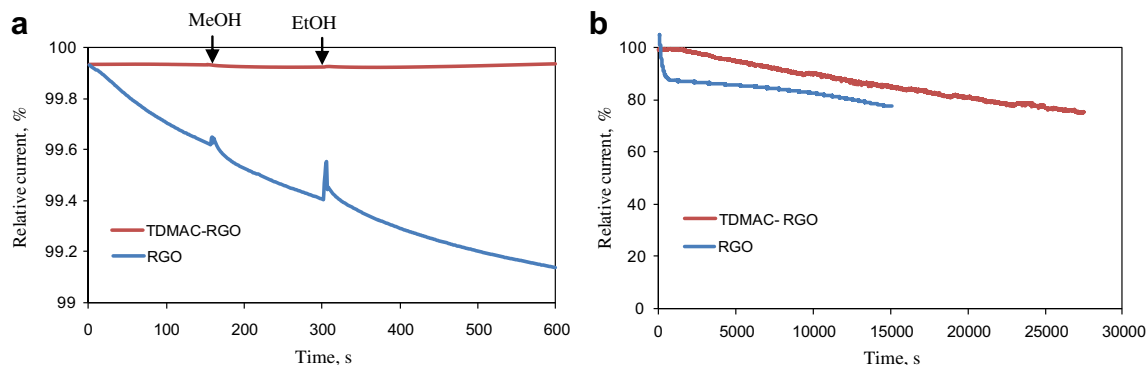 a
MeOH
EtOH
100
99.8
99.6
99.4
99.2
99
Relative current, %
TDMAC-RGO
RGO
0
100
200
300
400
500
600
Time, s
b
120
100
80
60
40
20
0
Relative current, %
TDMAC- RGO
RGO
0
5000
10000
15000
20000
25000
30000
Time, s